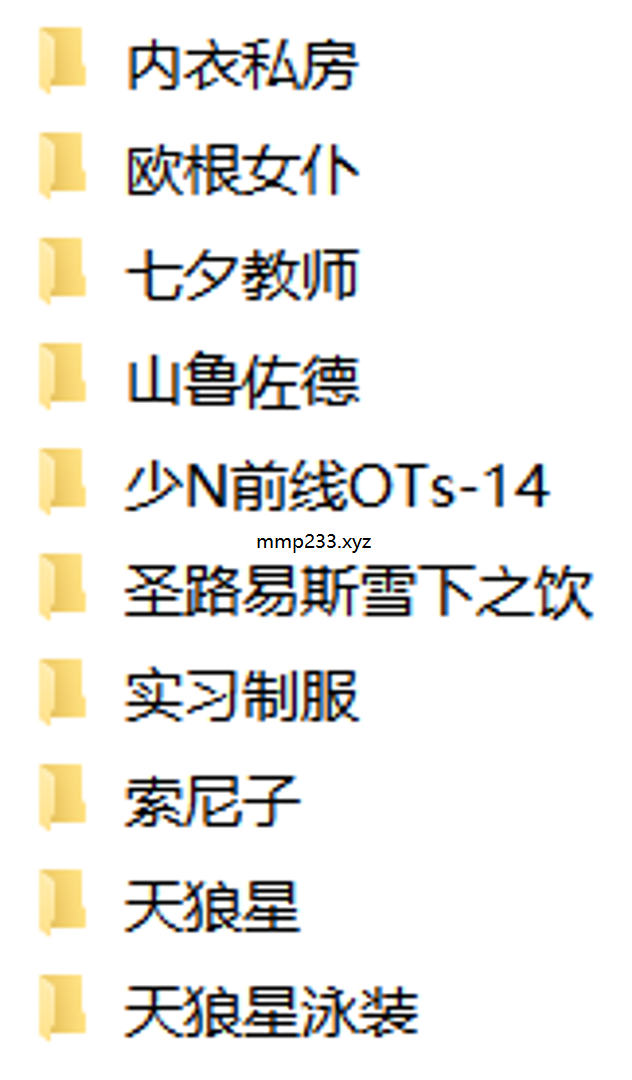 内衣私房
欧根女仆
七夕教师
山鲁佐德
少N前线OTs-14
mmp233.xyz
圣路易斯雪下之饮
实习制服
索尼子
天狼星
天狼星泳装